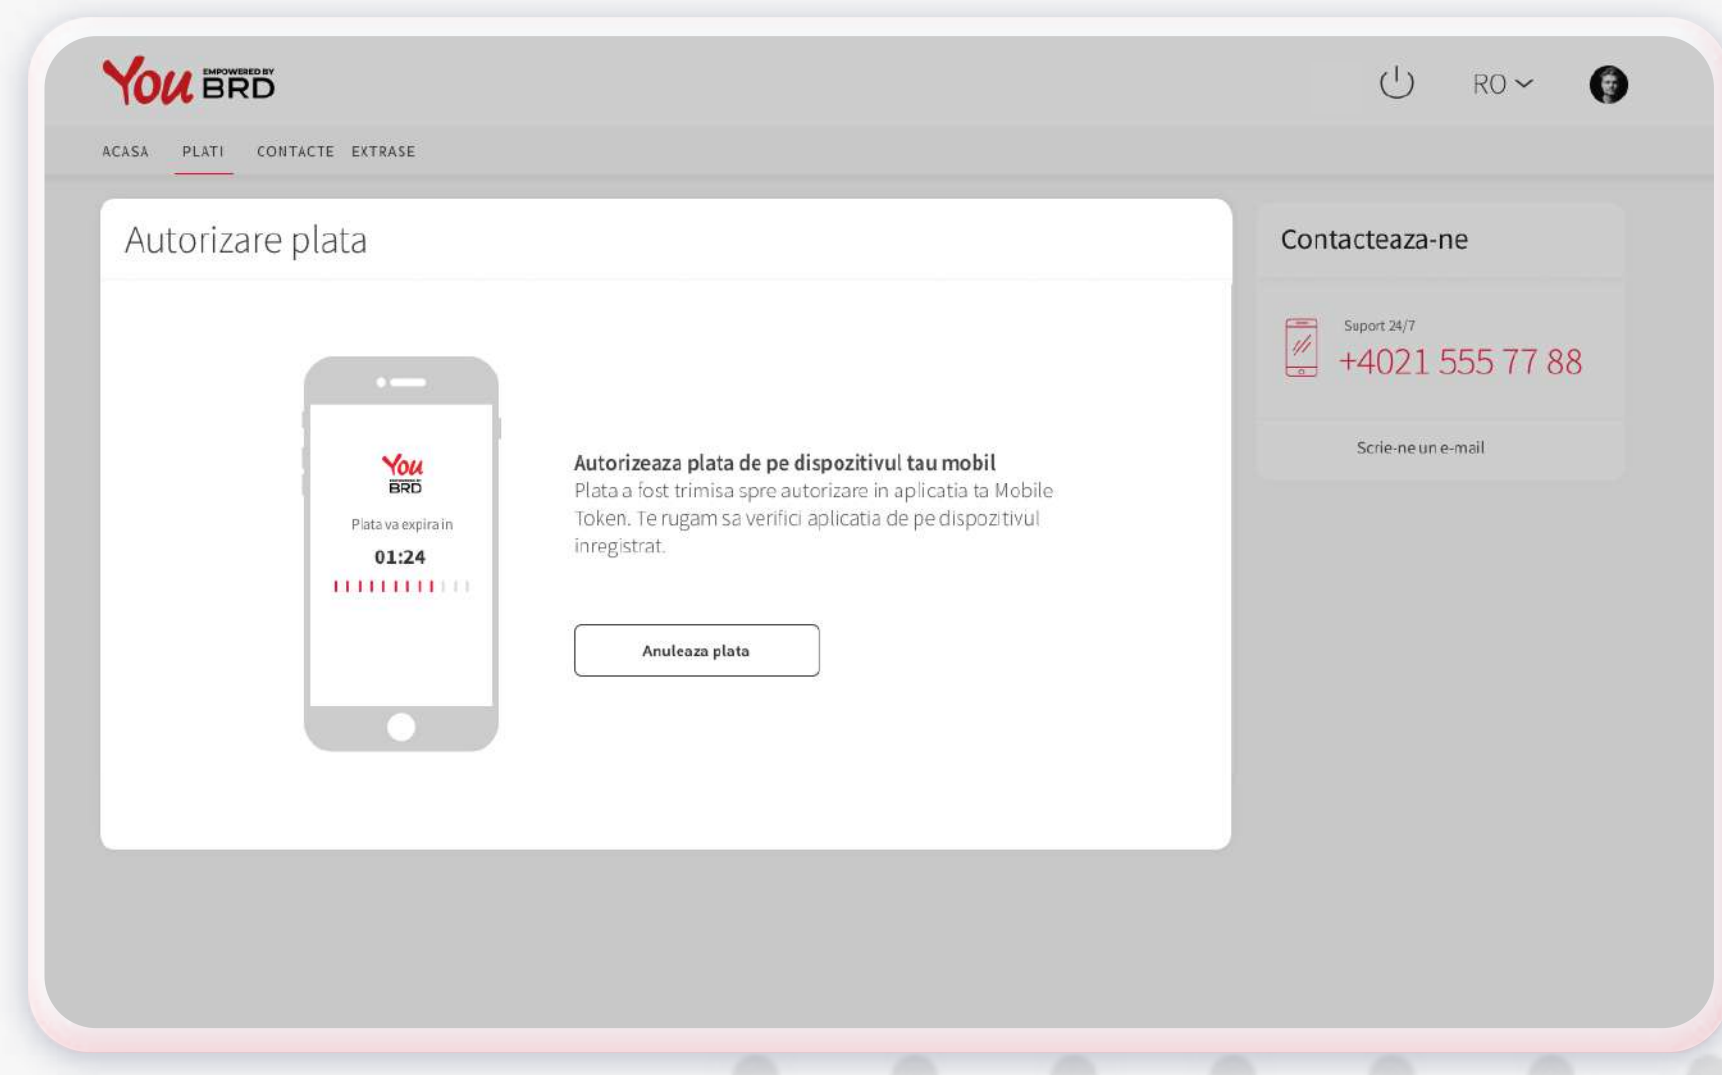 You EMPOWERED BY BRD
RO
ACASA PLATI CONTACTE EXTRASE
Autorizare plata
You
EMPOWERED BY
BRD
Plata va expira in
01:24
Autorizeaza plata de pe dispozitivul tau mobil
Plata a fost trimisa spre autorizare in aplicatia ta Mobile
Token. Te rugam sa verifici aplicatia de pe dispozitivul
inregistrat.
Anuleaza plata
Contacteaza-ne
Suport 24/7
+4021 555 77 88
Scrie-ne un e-mail